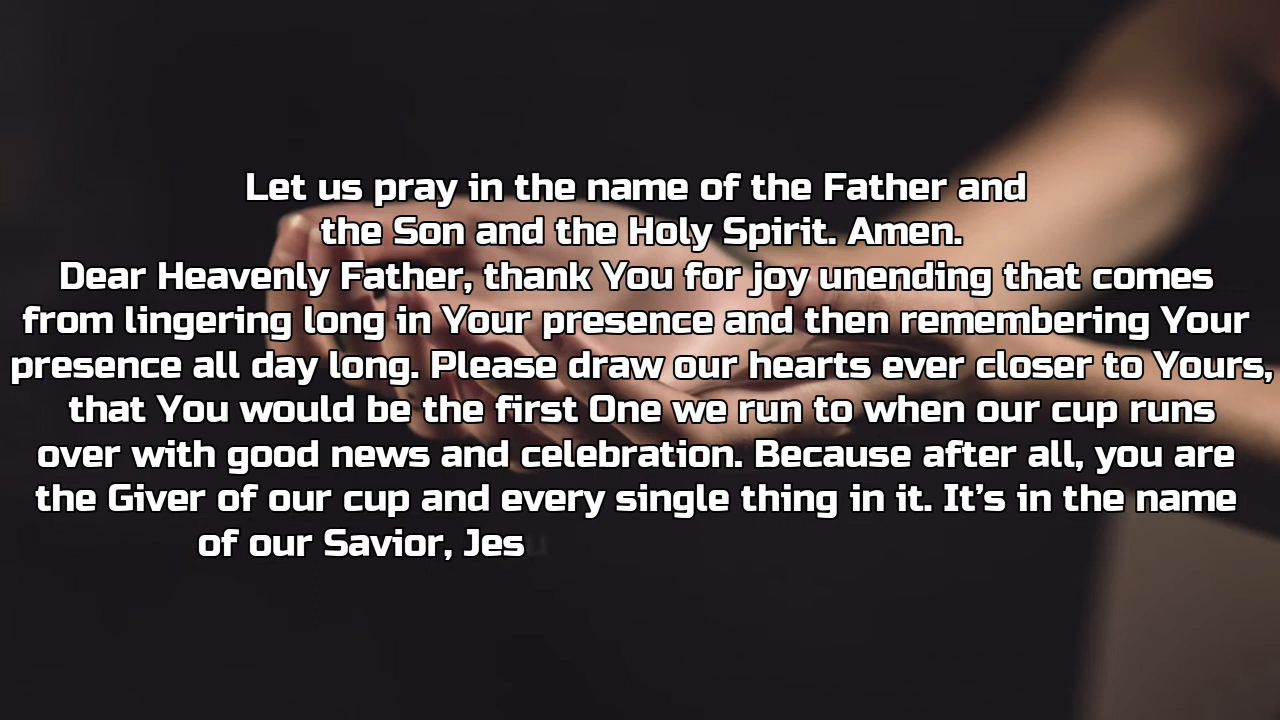 Let us pray in the name of the Father and
the Son and the Holy Spirit. Amen.
Dear Heavenly Father, thank You for joy unending that comes
from lingering long in Your presence and then remembering Your
presence all day long. Please draw our hearts ever closer to Yours,
that You would be the first One we run to when our cup runs
over with good news and celebration. Because after all, you are
the Giver of our cup and every single thing in it. It’s in the name
of our Savior, Jesu